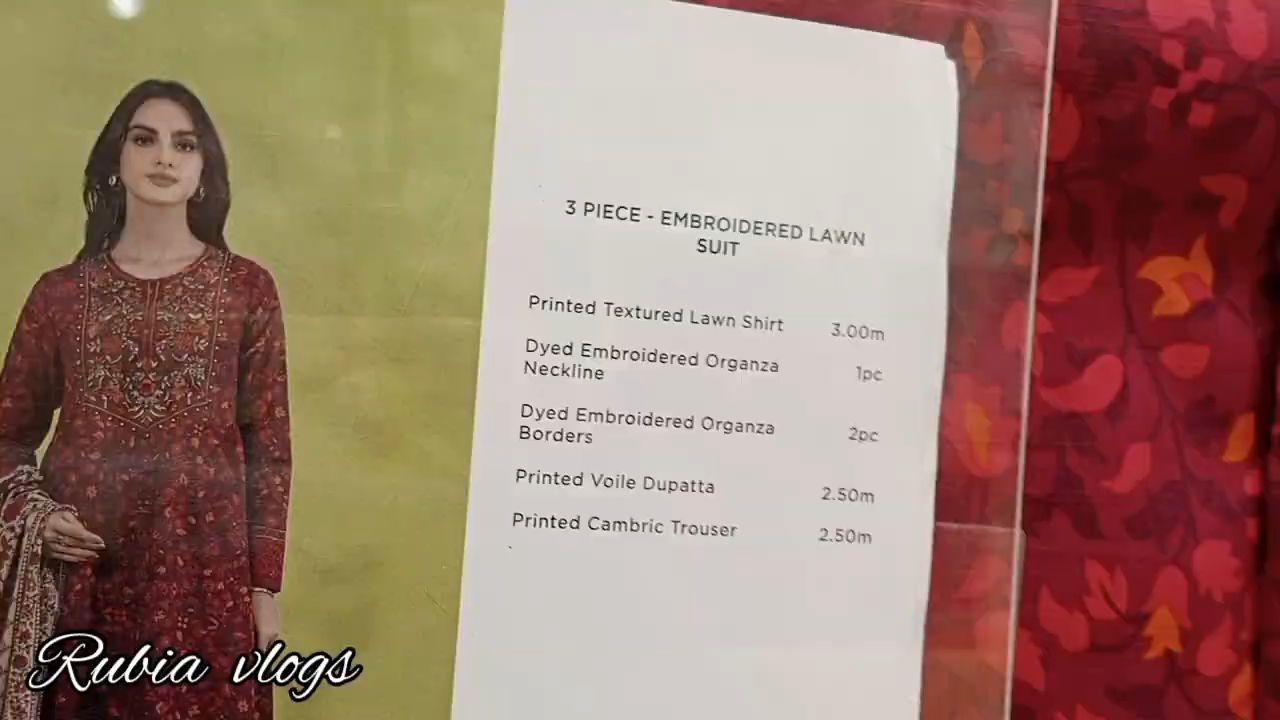 3 PIECE - EMBROIDERED LAWN
SUIT
Printed Textured Lawn Shirt 3.00m
Dyed Embroidered Organza
Neckline 1pc
Dyed Embroidered Organza
Borders 2pc
Printed Voile Dupatta 2.50m
Printed Cambric Trouser 2.50m
Rubia vlogs